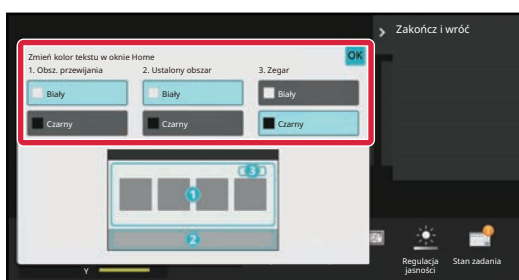 Zakończ i wróć
OK
Zmień kolor tekstu w oknie Home
1. Obsz. przewijania
2. Ustalony obszar
3. Zegar
Biały
Biały
Biały
Czarny
Czarny
Czarny
3
1
2
Regulacja
jasności
Stan zadania
Y